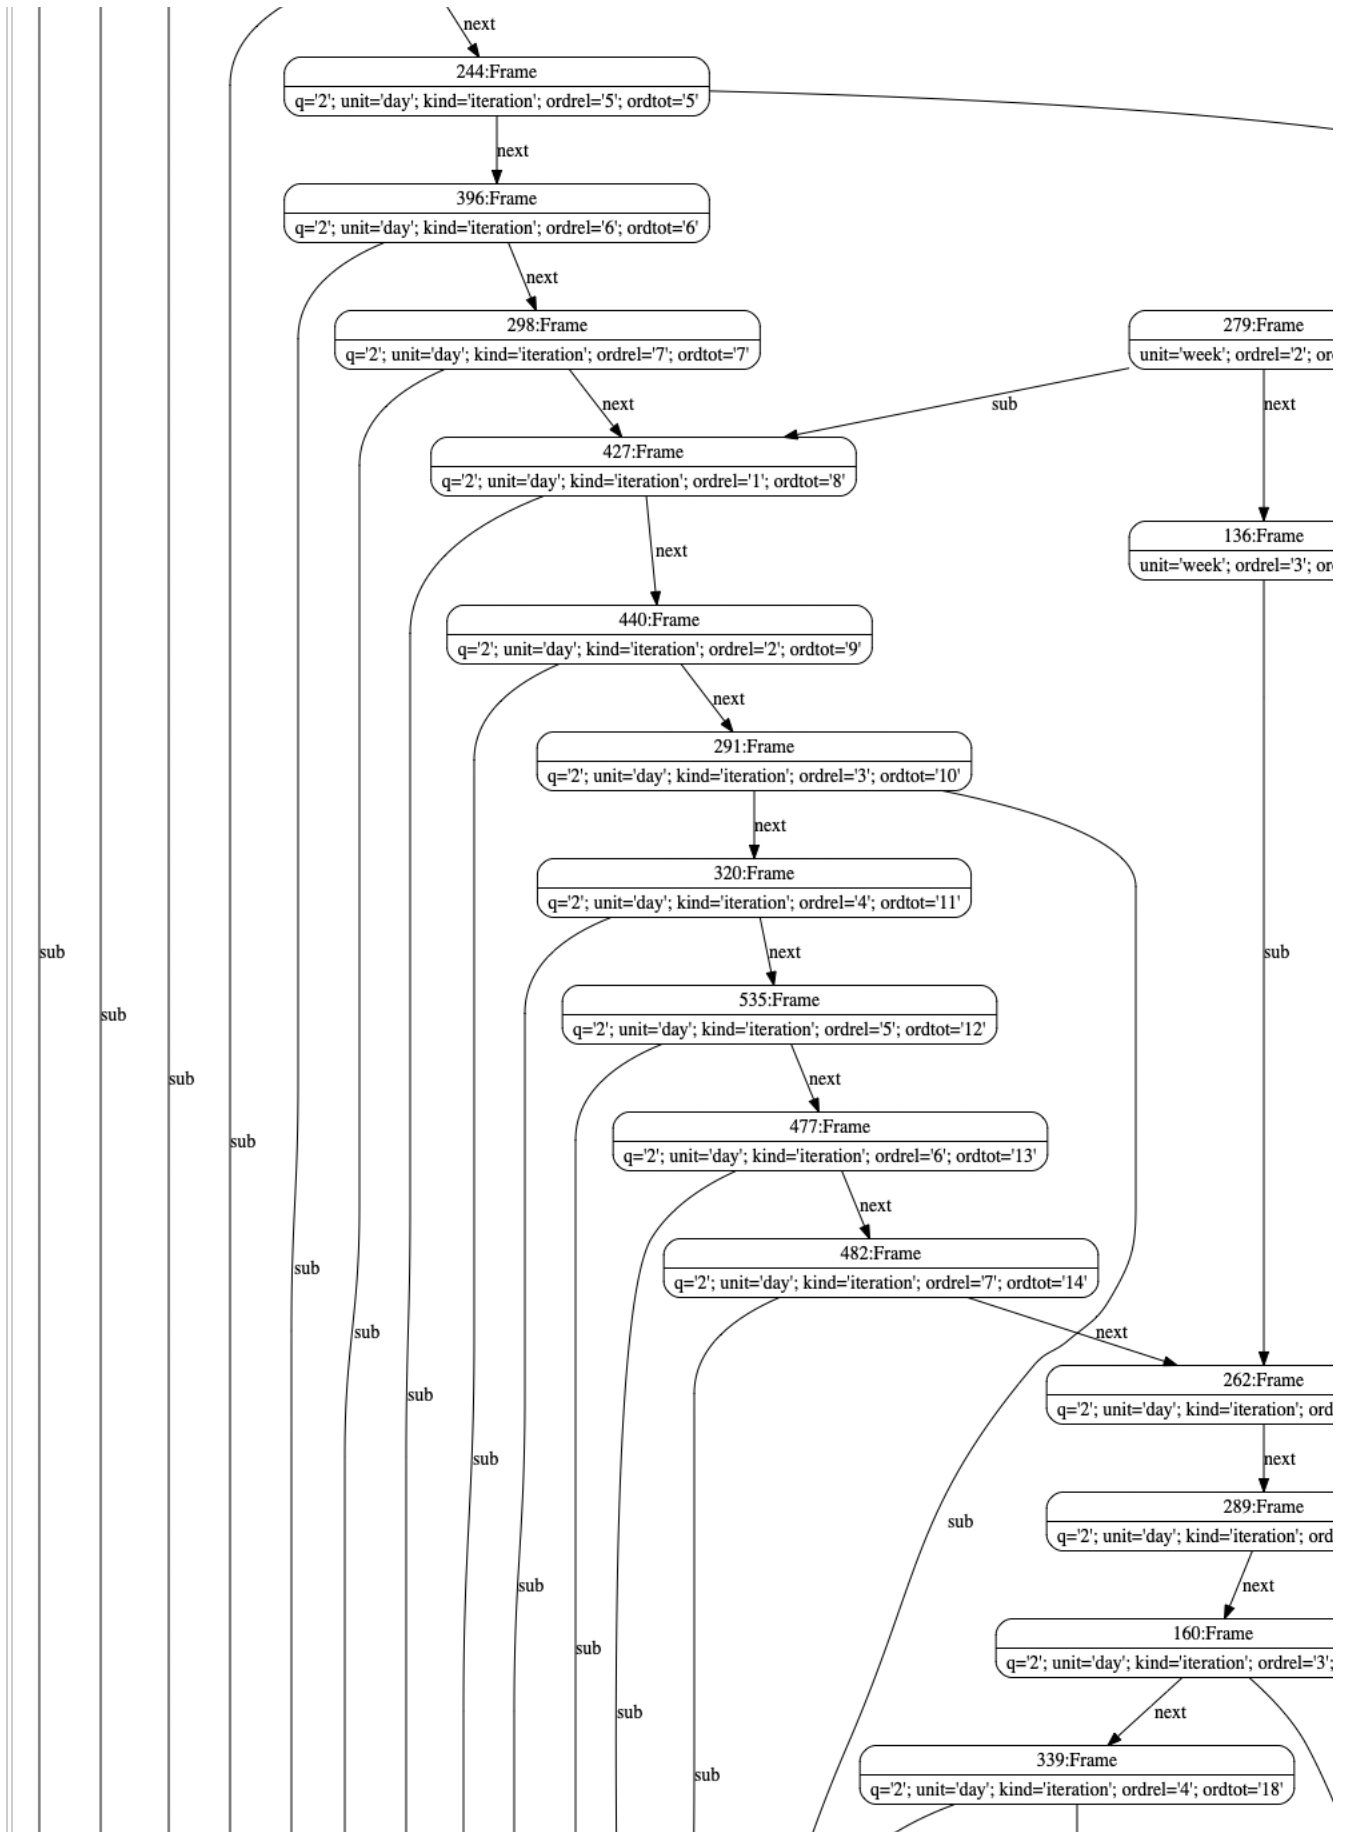 next
244:Frame
q='2'; unit='day'; kind='iteration'; ordrel='5'; ordtot='5'
next
396:Frame
q='2'; unit='day'; kind='iteration'; ordrel='6'; ordtot='6'
next
298:Frame
q='2'; unit='day'; kind='iteration'; ordrel='7'; ordtot='7'
279:Frame
unit='week'; ordrel='2';
next
sub
next
427:Frame
q='2'; unit='day'; kind='iteration'; ordrel='1'; ordtot='8'
next
136:Frame
unit='week'; ordrel='3';
440:Frame
q='2'; unit='day'; kind='iteration'; ordrel='2'; ordtot='9'
next
291:Frame
q='2'; unit='day'; kind='iteration'; ordrel='3'; ordtot='10'
next
320:Frame
q='2'; unit='day'; kind='iteration'; ordrel='4'; ordtot='11'
sub
next
sub
535:Frame
q='2'; unit='day'; kind='iteration'; ordrel='5'; ordtot='12'
sub
sub
next
477:Frame
q='2'; unit='day'; kind='iteration'; ordrel='6'; ordtot='13'
sub
next
482:Frame
q='2'; unit='day'; kind='iteration'; ordrel='7'; ordtot='14'
sub
sub
next
262:Frame
q='2'; unit='day'; kind='iteration';
sub
sub
next
289:Frame
q='2'; unit='day'; kind='iteration';
sub
sub
next
160:Frame
q='2'; unit='day'; kind='iteration'; ordrel='3';
sub
sub
next
339:Frame
q='2'; unit='day'; kind='iteration'; ordrel='4'; ordtot='18'
sub